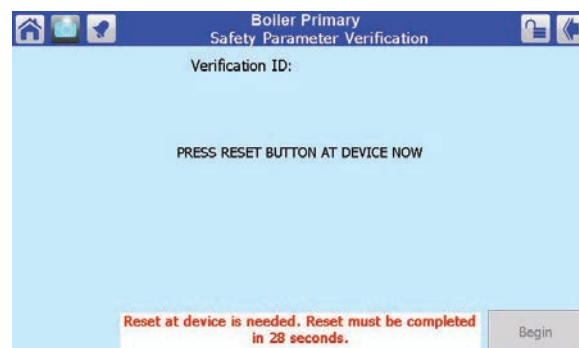 Boiler Primary
Safety Parameter Verification
Verification ID:
PRESS RESET BUTTON AT DEVICE NOW
Reset at device is needed. Reset must be completed
in 28 seconds.
Begin